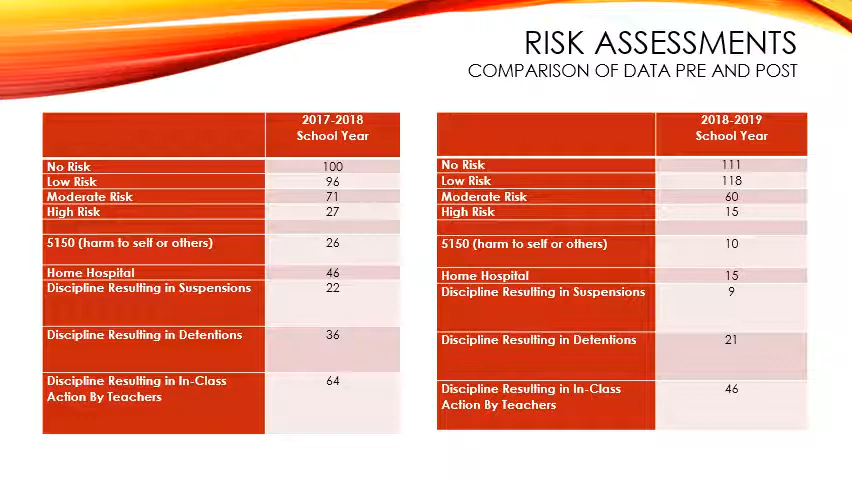 RISK ASSESSMENTS
COMPARISON OF DATA PRE AND POST
2017-2018
School Year
No Risk 100
Low Risk 96
Moderate Risk 71
High Risk 27
5150 (harm to self or others) 26
Home Hospital 46
Discipline Resulting in Suspensions 22
Discipline Resulting in Detentions 36
Discipline Resulting in In-Class 64
Action By Teachers
2018-2019
School Year
No Risk 111
Low Risk 118
Moderate Risk 60
High Risk 15
5150 (harm to self or others) 10
Home Hospital 15
Discipline Resulting in Suspensions 9
Discipline Resulting in Detentions 21
Discipline Resulting in In-Class 46
Action By Teachers